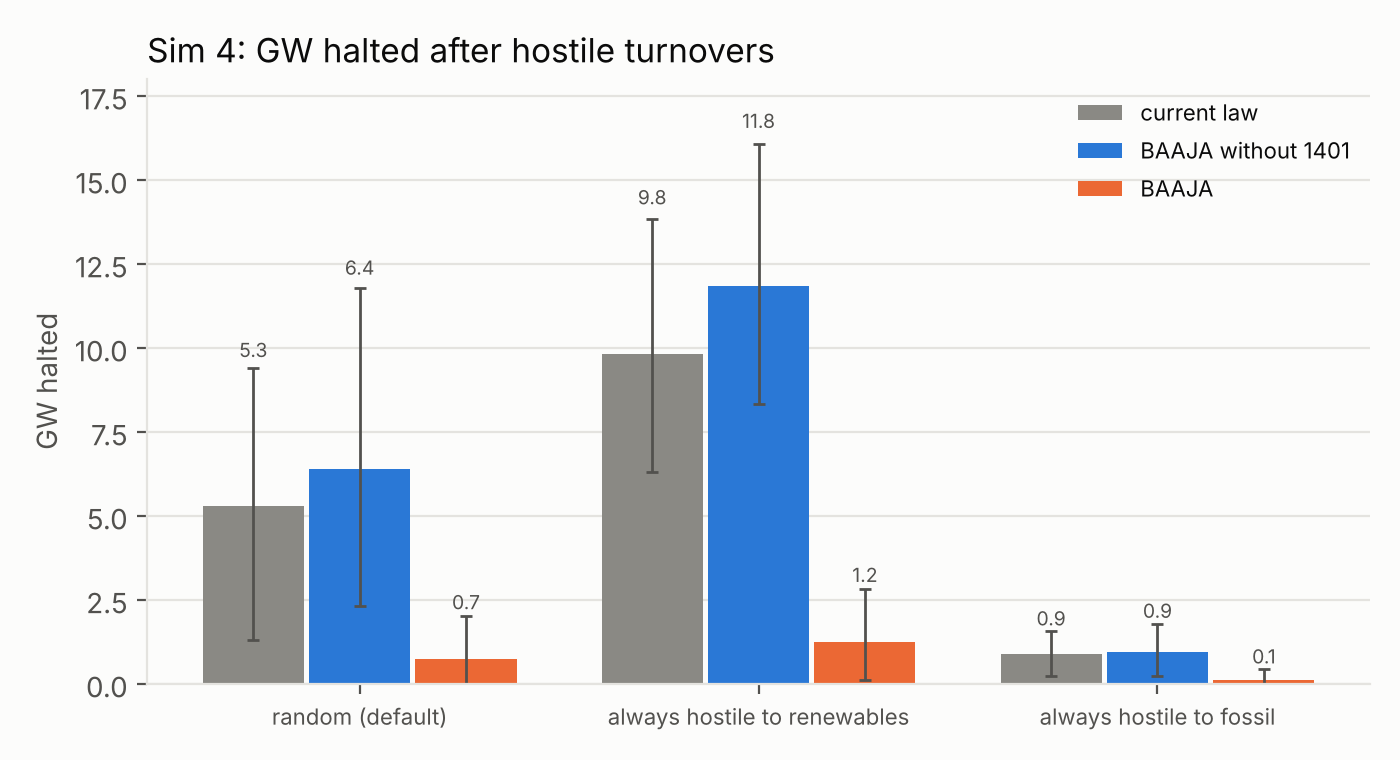 Sim 4: GW halted after hostile turnovers
GW halted
17.5
15.0
12.5
10.0
7.5
5.0
2.5
0.0
current law
BAAJA without 1401
BAAJA
5.3
6.4
0.7
9.8
11.8
1.2
0.9
0.9
0.1
random (default)
always hostile to renewables
always hostile to fossil